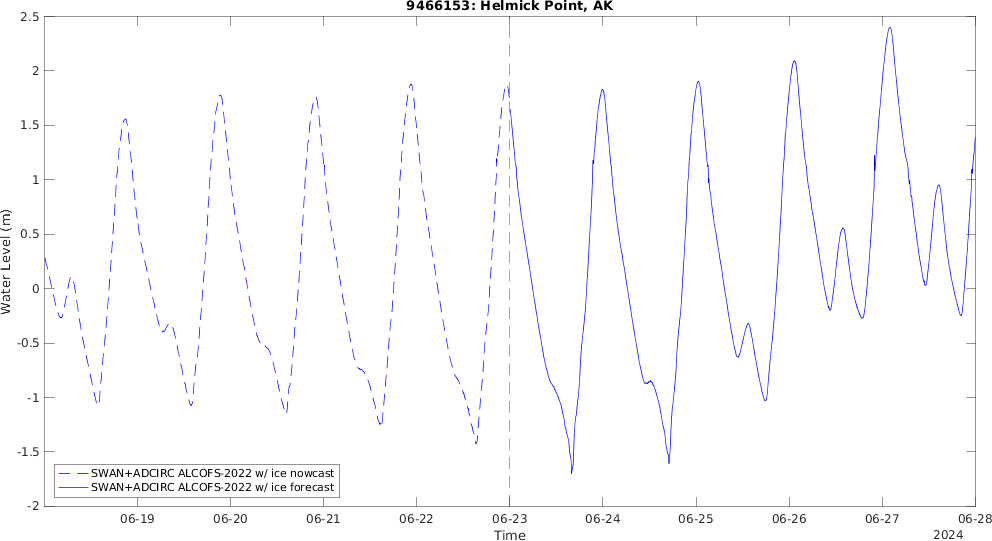 9466153: Helmick Point, AK
2.5
2
1.5
1
0.5
0
-0.5
-1
-1.5
-2
Water Level (m)
SWAN+ADCIRC ALCOFS-2022 w/ ice nowcast
SWAN+ADCIRC ALCOFS-2022 w/ ice forecast
06-19 06-20 06-21 06-22 06-23 06-24 06-25 06-26 06-27 06-28
Time
2024